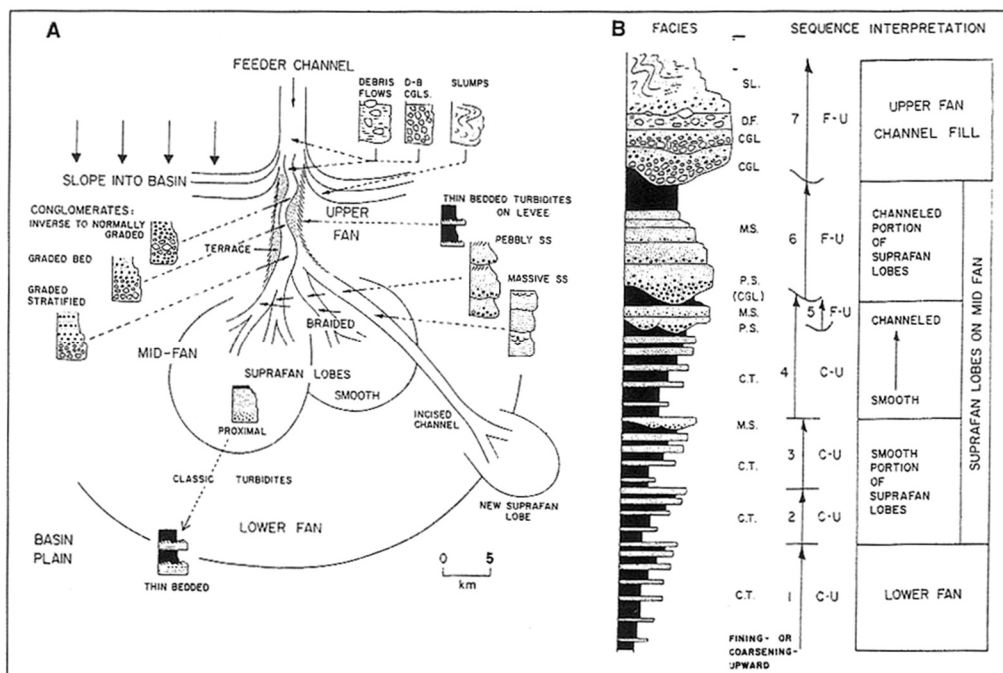 A
FEEDER CHANNEL
DEBRIS
FLOWS
D-B
CGLS.
SLUMPS
SLOPE INTO BASIN
CONGLOMERATES:
INVERSE TO NORMALLY
GRADED
UPPER
FAN
THIN BEDDED TURBIDITES
ON LEVEE
TERRACE
PEBBLY SS
GRADED BED
MASSIVE SS
GRADED
STRATIFIED
BRAIDED
MID-FAN
SUPRAFAN LOBES
SMOOTH
INCISED
CHANNEL
PROXIMAL
CLASSIC TURBIDITES
NEW SUPRAFAN
LOBE
LOWER FAN
BASIN
PLAIN
THIN BEDDED
0 5
km
B
FACIES
SEQUENCE INTERPRETATION
SL.
D.F.
CGL
CGL
7 F-U
UPPER FAN
CHANNEL FILL
M.S.
P.S.
(CGL)
6 F-U
CHANNELED
PORTION
OF
SUPRAFAN
LOBES
M.S.
P.S.
5 F-U
CHANNELED
C.T.
4 C-U
SMOOTH
M.S.
C.T.
3 C-U
SMOOTH
PORTION
OF
SUPRAFAN
LOBES
C.T.
2 C-U
SUPRAFAN LOBES ON MID FAN
C.T.
1 C-U
LOWER FAN
FINING- OR
COARSENING-
UPWARD